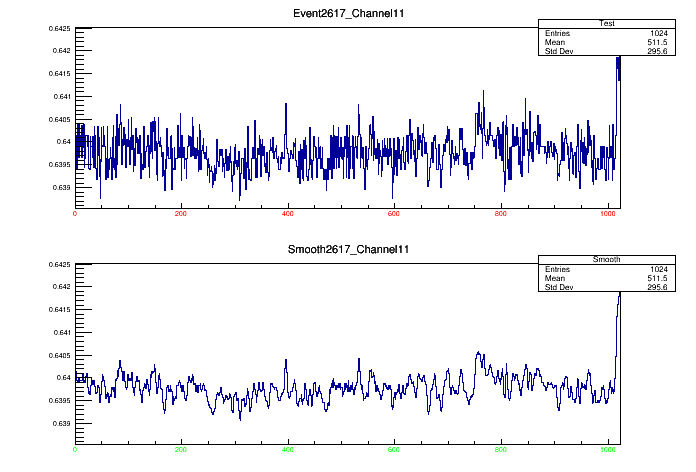 Event2617_Channel11
Test
Entries 1024
Mean 511.5
Std Dev 295.6
0.6425
0.642
0.6415
0.641
0.6405
0.64
0.6395
0.639
0 200 400 600 800 1000
Smooth2617_Channel11
Smooth
Entries 1024
Mean 511.5
Std Dev 295.6
0.6425
0.642
0.6415
0.641
0.6405
0.64
0.6395
0.639
0 200 400 600 800 1000